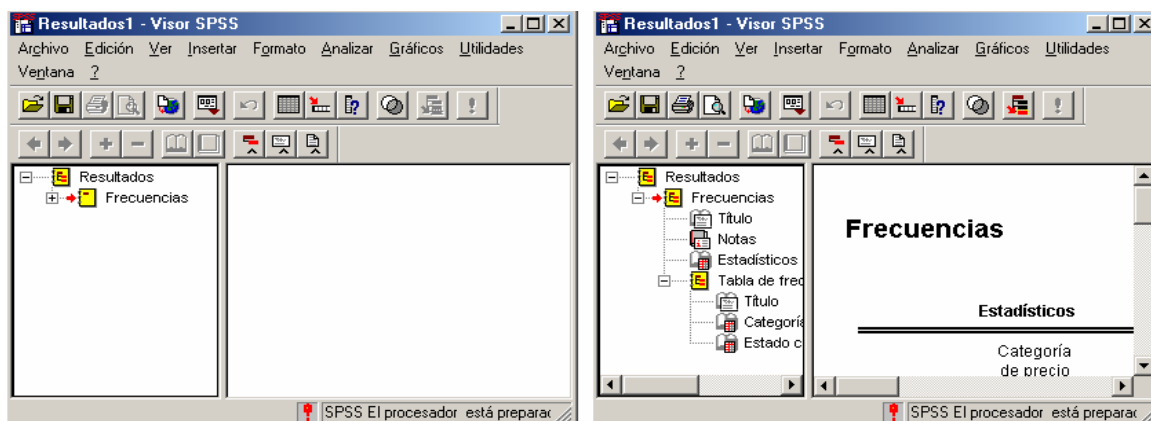 Resultados1 - Visor SPSS
Archivo Edición Ver Insertar Formato Analizar Gráficos Utilidades
Ventana ?
Resultados
Frecuencias
SPSS El procesador está preparac
Resultados1 - Visor SPSS
Archivo Edición Ver Insertar Formato Analizar Gráficos Utilidades
Ventana ?
Resultados
Frecuencias
Título
Notas
Estadísticos
Tabla de frec
Título
Categoría
Estado c
Frecuencias
Estadísticos
Categoría
de precio
SPSS El procesador está preparac